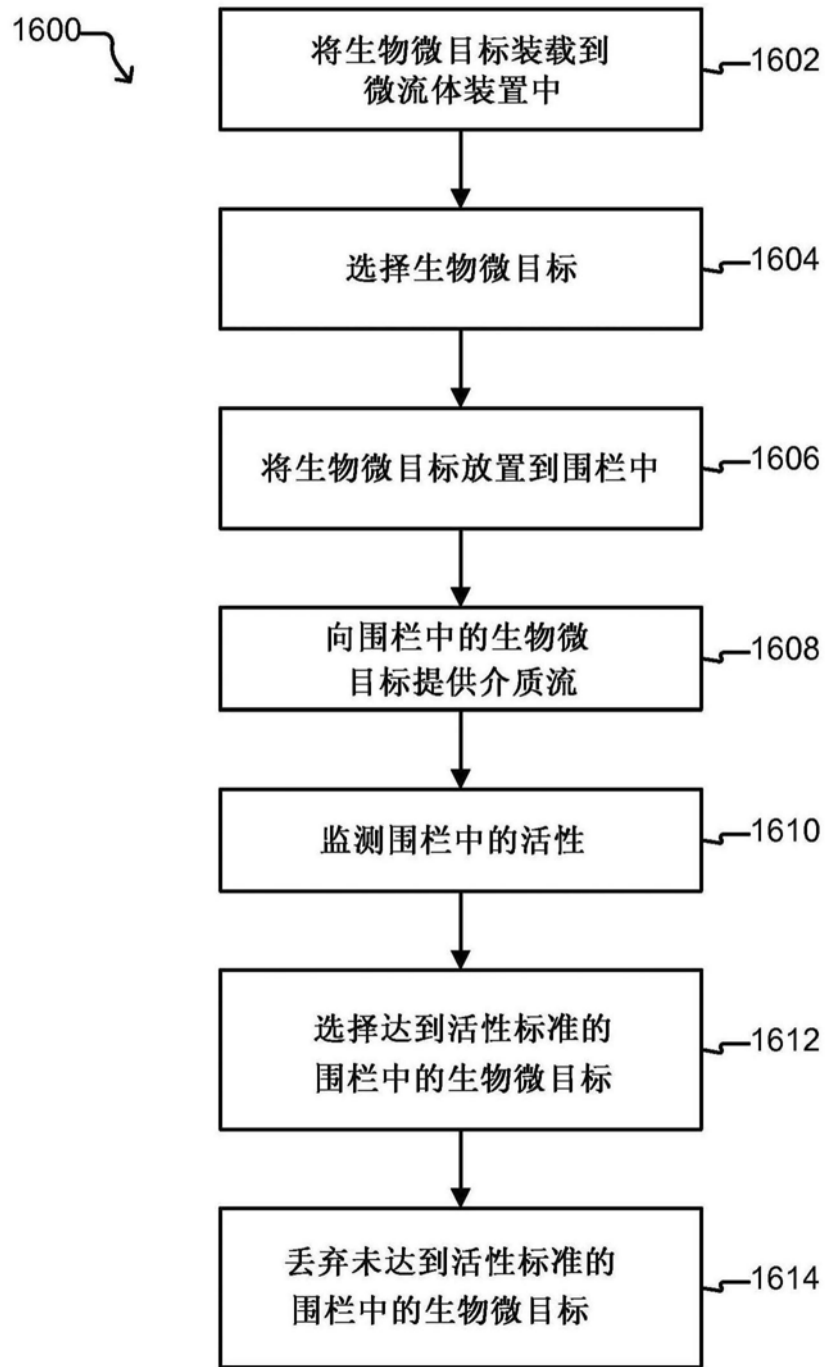 1600
将生物微目标装载到
微流体装置中
1602
选择生物微目标
1604
将生物微目标放置到围栏中
1606
向围栏中的生物微
目标提供介质流
1608
监测围栏中的活性
1610
选择达到活性标准的
围栏中的生物微目标
1612
丢弃未达到活性标准的
围栏中的生物微目标
1614